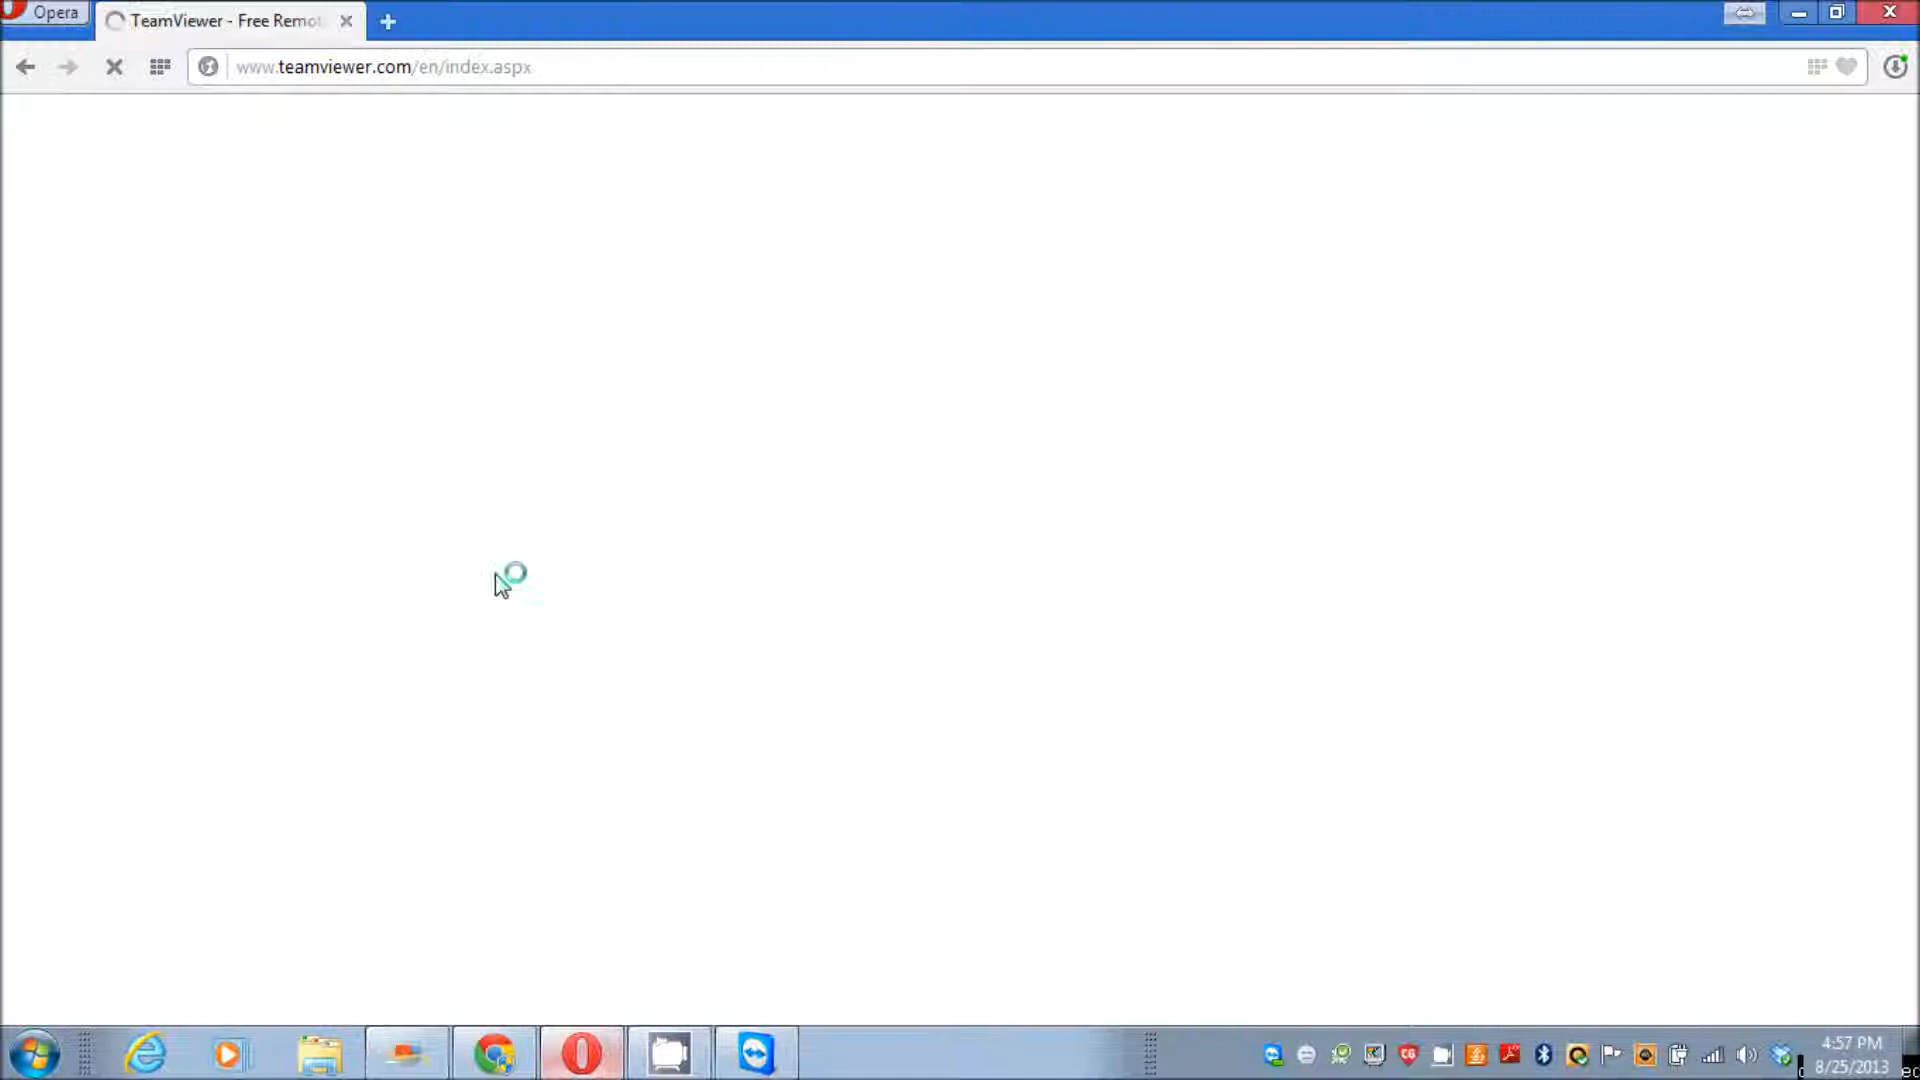 Opera
TeamViewer - Free Remot
www.teamviewer.com/en/index.aspx
4:57 PM
8/25/2013